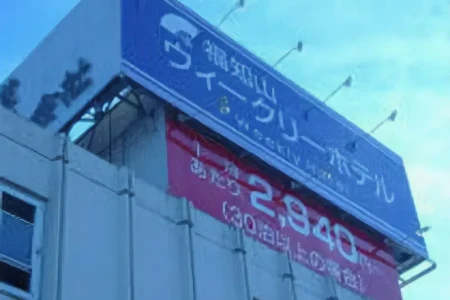 福知山
ウィークリーホテル
Weekly Hotel
一泊
あたり 2,940円
(30泊以上の場合)